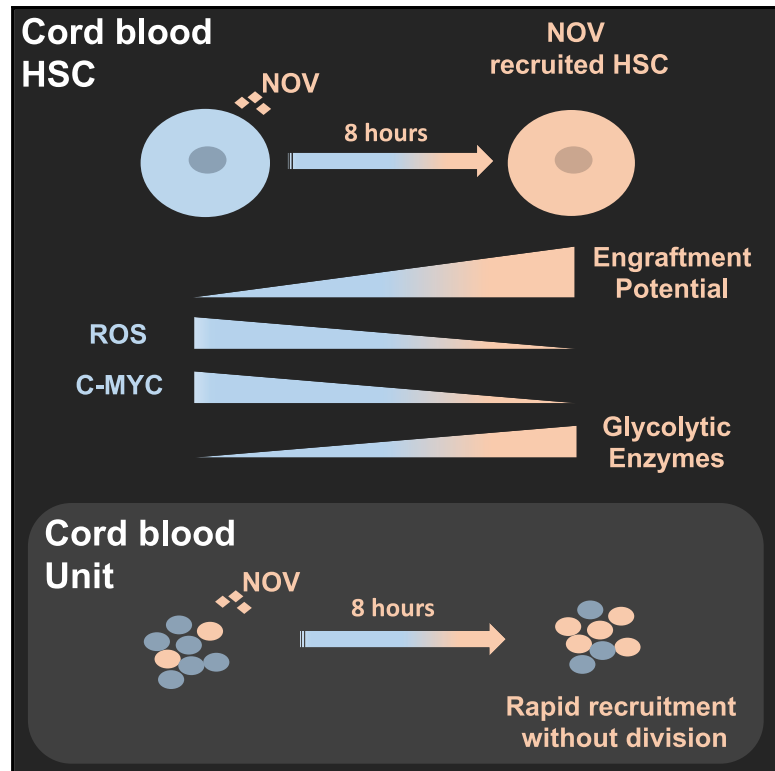 Cord blood
HSC
NOV
8 hours
NOV
recruited HSC
Engraftment
Potential
ROS
C-MYC
Glycolytic
Enzymes
Cord blood
Unit
NOV
8 hours
Rapid recruitment
without division